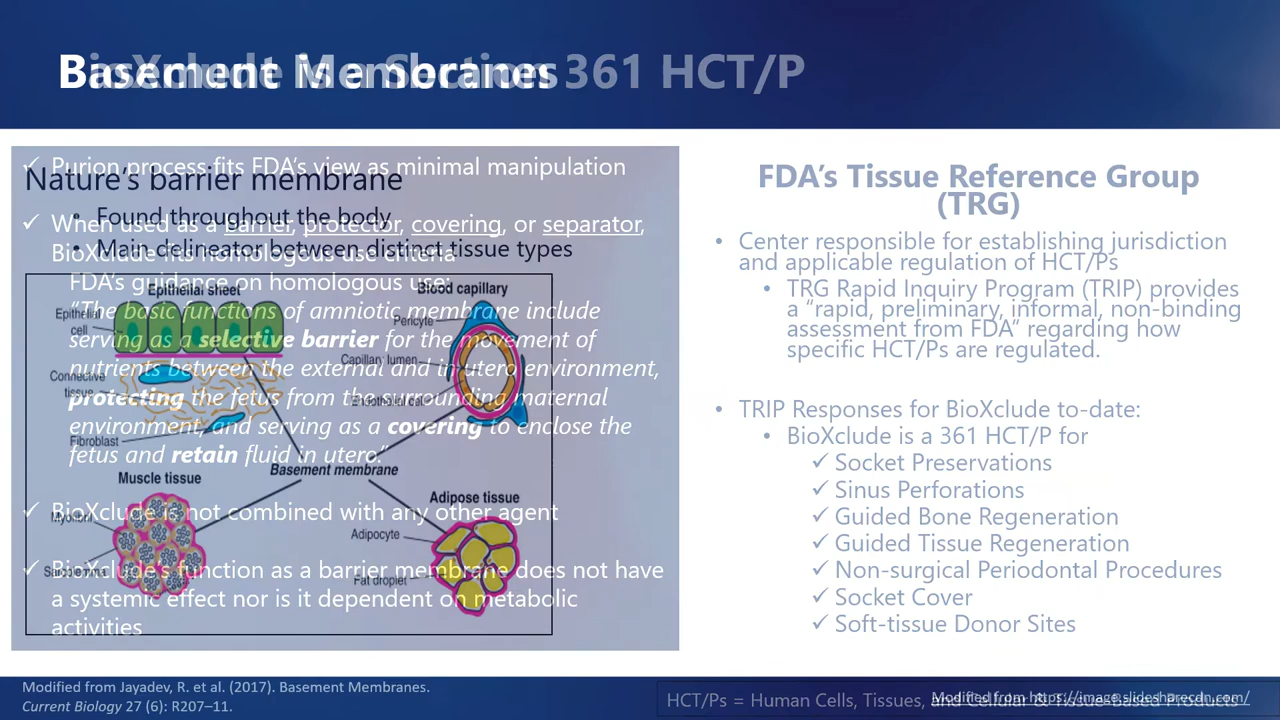 Basement Membranes
BioXclude is a Section 361 HCT/P
Nature's barrier membrane
• Found throughout the body
• Main delineator between distinct tissue types
Epithelial sheet
Epithelial
cell
Connective
tissue
Fibroblast
Blood capillary
Pericyte
Capillary lumen
Endothelial cell
Basement membrane
Muscle tissue
Myofibril
Sarcolemma
Adipose tissue
Adipocyte
Fat droplet
✓ Purion process fits FDA's view as minimal manipulation
✓ When used as a barrier, protector, covering, or separator,
BioXclude fits homologous use criteria
FDA's guidance on homologous use:
"The basic functions of amniotic membrane include
serving as a selective barrier for the movement of
nutrients between the external and in utero environment,
protecting the fetus from the surrounding maternal
environment, and serving as a covering to enclose the
fetus and retain fluid in utero."
✓ BioXclude is not combined with any other agent
✓ BioXclude's function as a barrier membrane does not have
a systemic effect nor is it dependent on metabolic
activities
FDA's Tissue Reference Group
(TRG)
• Center responsible for establishing jurisdiction
and applicable regulation of HCT/Ps
• TRG Rapid Inquiry Program (TRIP) provides
a "rapid, preliminary, informal, non-binding
assessment from FDA" regarding how
specific HCT/Ps are regulated.
• TRIP Responses for BioXclude to-date:
• BioXclude is a 361 HCT/P for
✓ Socket Preservations
✓ Sinus Perforations
✓ Guided Bone Regeneration
✓ Guided Tissue Regeneration
✓ Non-surgical Periodontal Procedures
✓ Socket Cover
✓ Soft-tissue Donor Sites
Modified from Jayadev, R. et al. (2017). Basement Membranes.
Current Biology 27 (6): R207–11.
HCT/Ps = Human Cells, Tissues, and Cellular & Tissue-Based Products
Modified from https://image.slidesharecdn.com/